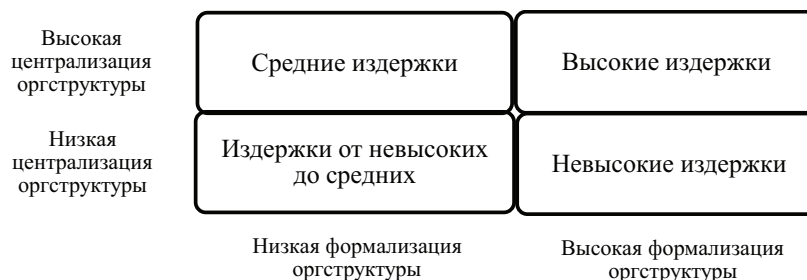 Высокая
централизация
оргструктуры
Средние издержки
Высокие издержки
Низкая
централизация
оргструктуры
Издержки от невысоких
до средних
Невысокие издержки
Низкая формализация
оргструктуры
Высокая формализация
оргструктуры